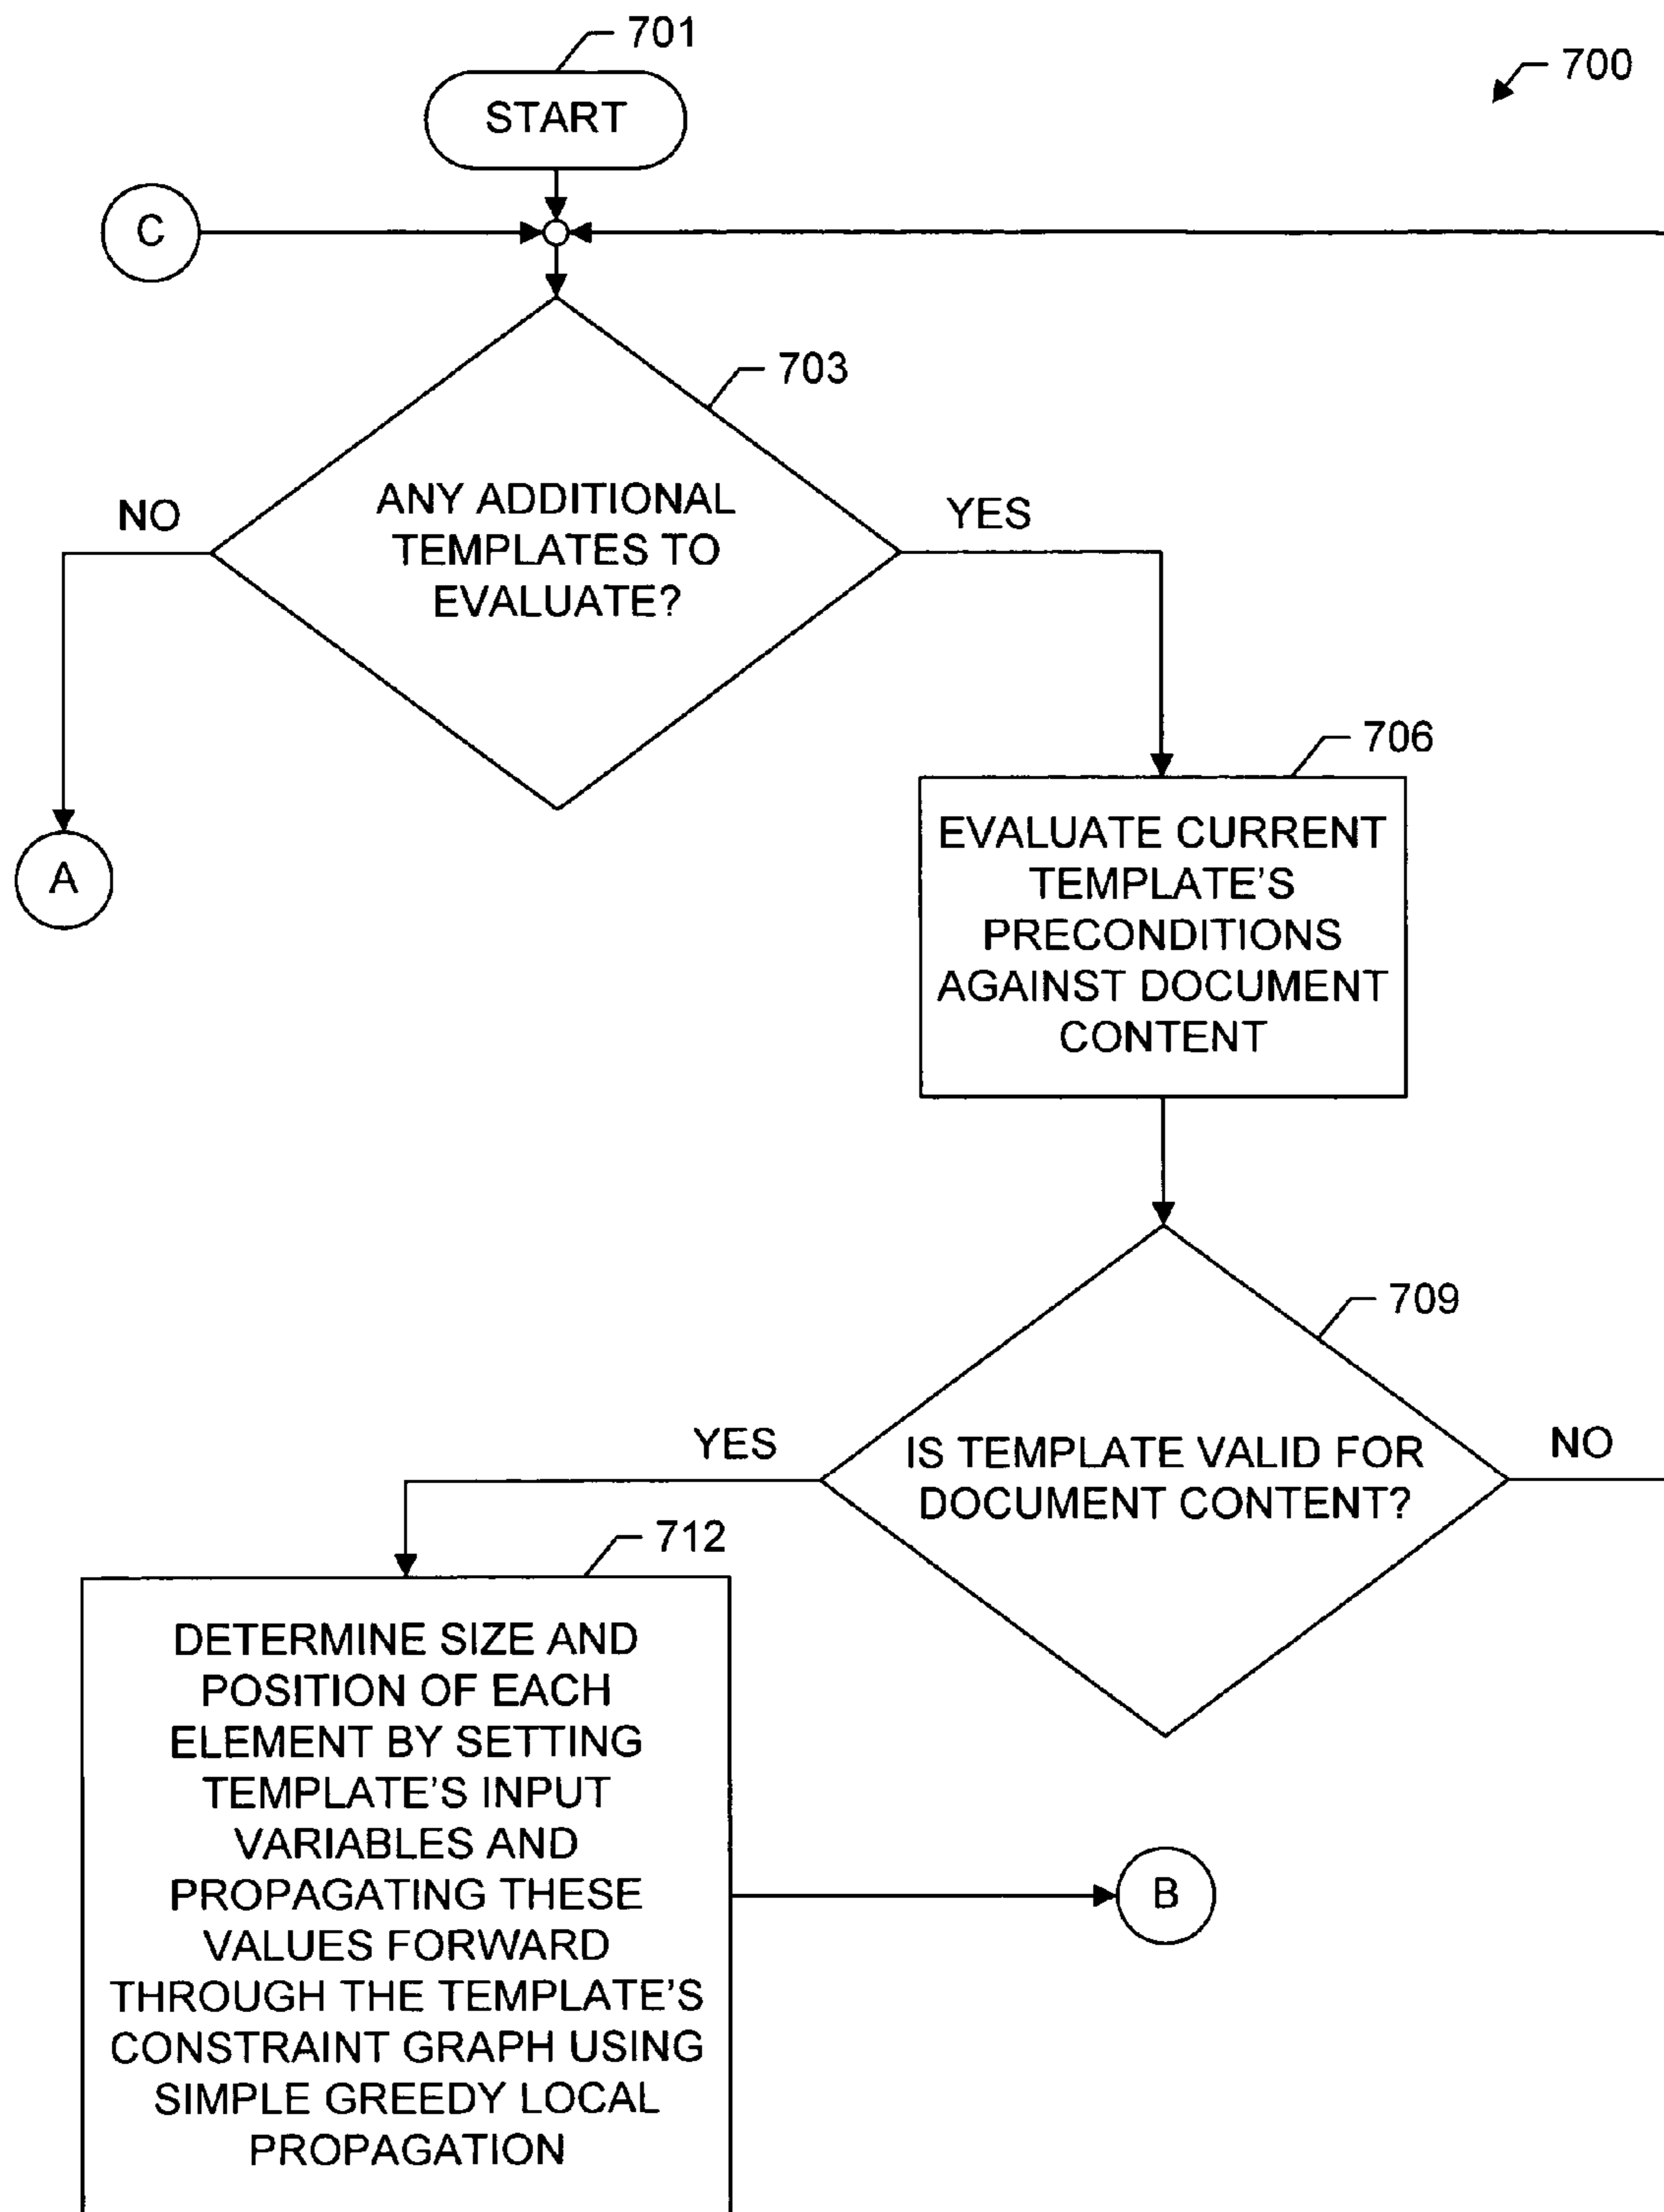 701
700
START
C
703
ANY ADDITIONAL
TEMPLATES TO
EVALUATE?
NO
YES
706
A
EVALUATE CURRENT
TEMPLATE'S
PRECONDITIONS
AGAINST DOCUMENT
CONTENT
709
YES
IS TEMPLATE VALID FOR
DOCUMENT CONTENT?
NO
712
DETERMINE SIZE AND
POSITION OF EACH
ELEMENT BY SETTING
TEMPLATE'S INPUT
VARIABLES AND
PROPAGATING THESE
VALUES FORWARD
THROUGH THE TEMPLATE'S
CONSTRAINT GRAPH USING
SIMPLE GREEDY LOCAL
PROPAGATION
B